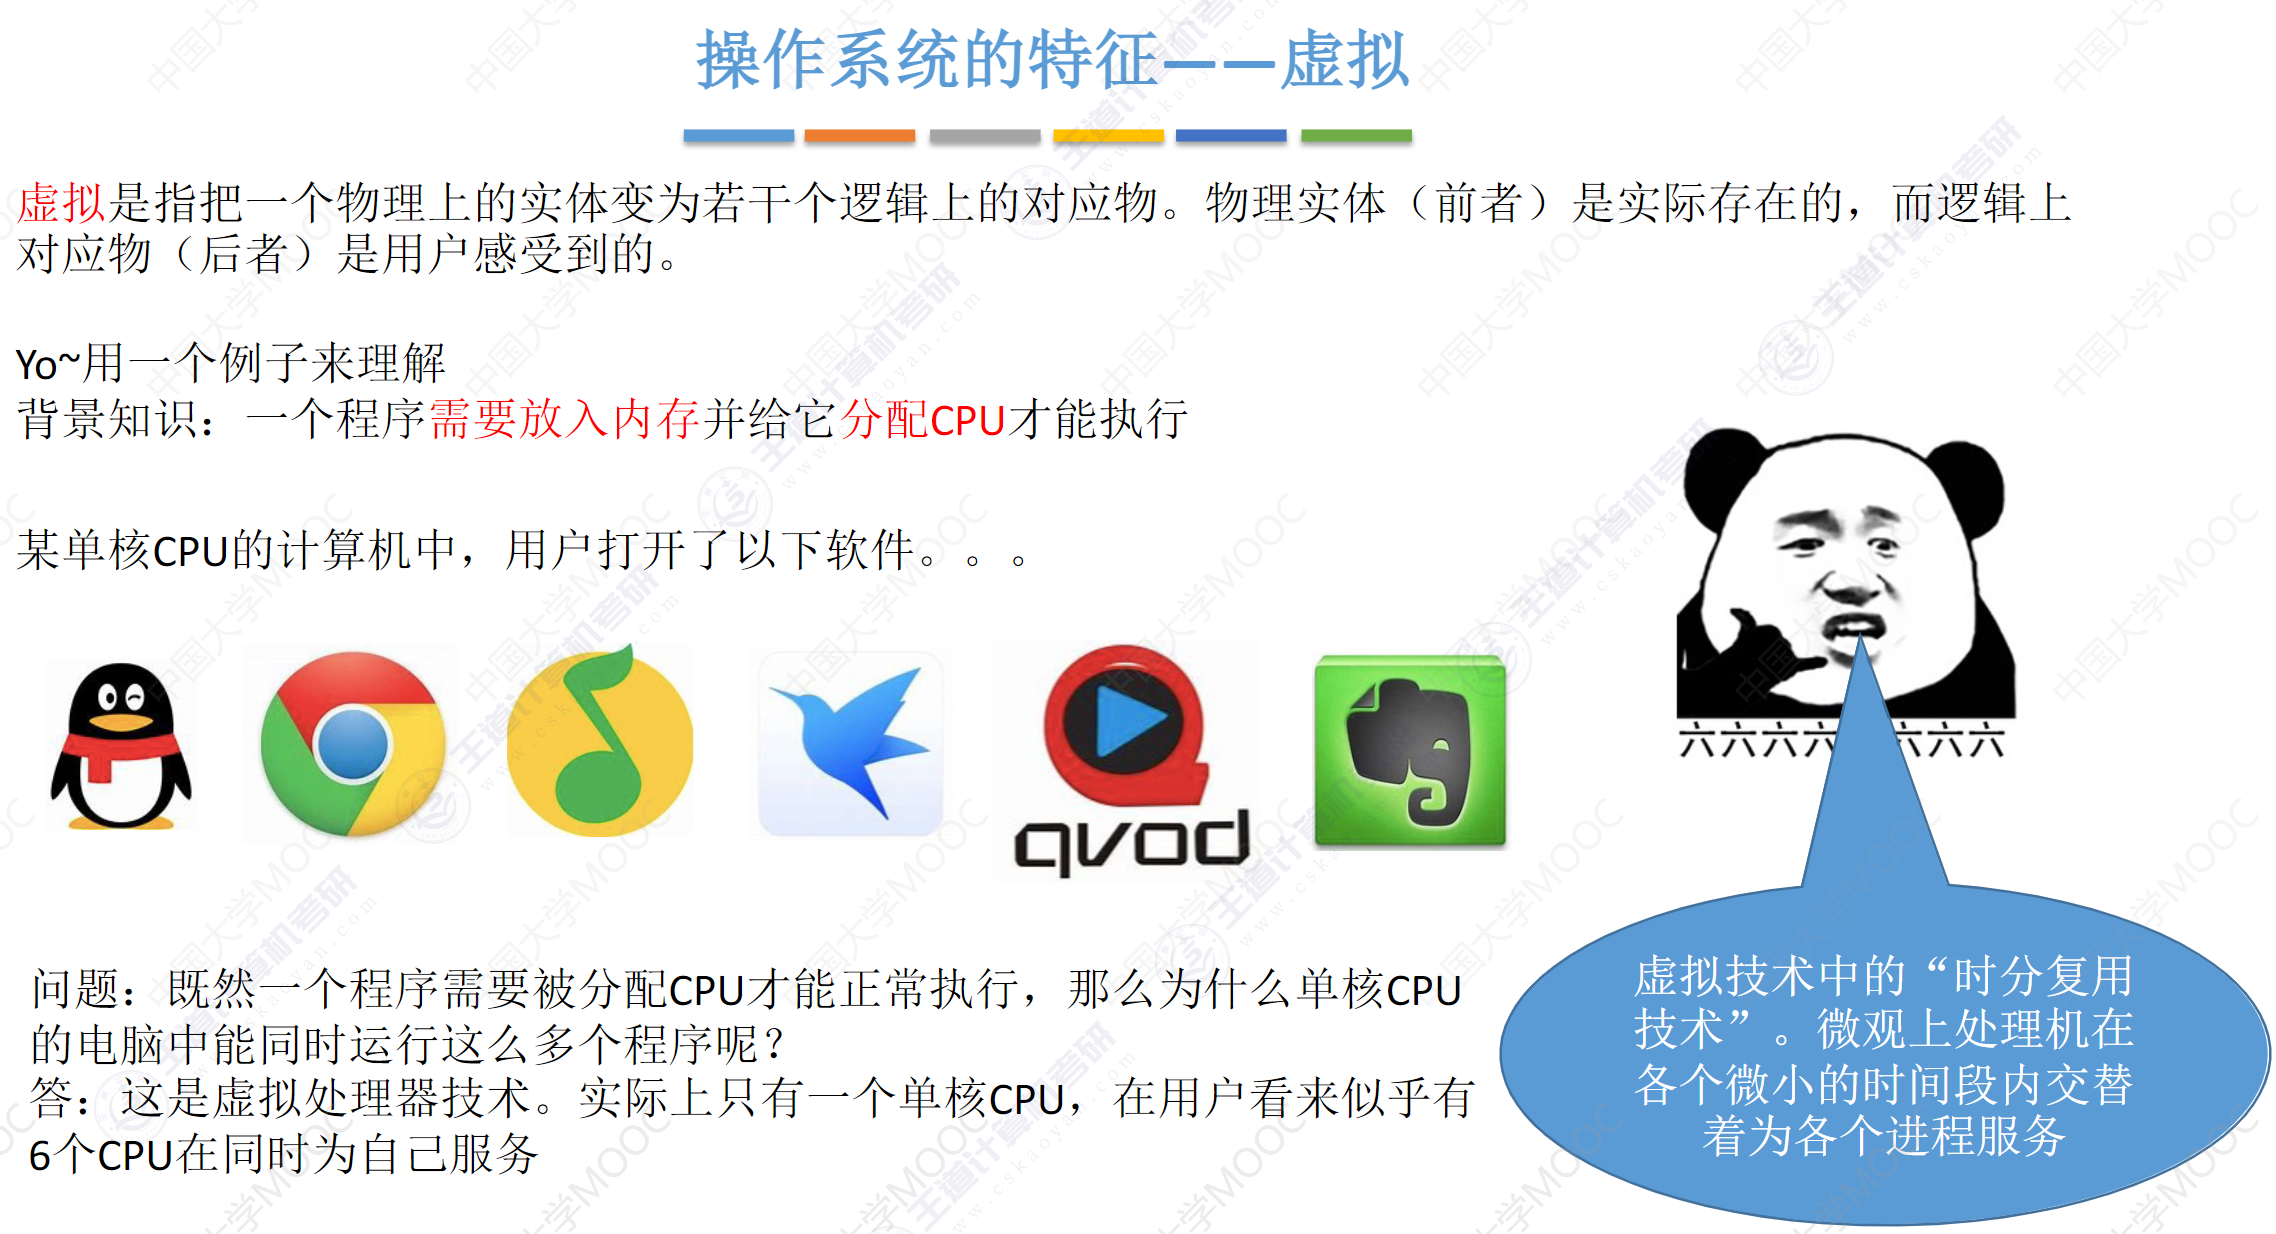 操作系统的特征——虚拟
虚拟是指把一个物理上的实体变为若干个逻辑上的对应物。物理实体（前者）是实际存在的，而逻辑上
对应物（后者）是用户感受到的。
Yo~用一个例子来理解
背景知识：一个程序需要放入内存并给它分配CPU才能执行
某单核CPU的计算机中，用户打开了以下软件。。。
qvod
六六六六六六六六
问题：既然一个程序需要被分配CPU才能正常执行，那么为什么单核CPU
的电脑中能同时运行这么多个程序呢？
答：这是虚拟处理器技术。实际上只有一个单核CPU，在用户看来似乎有
6个CPU在同时为自己服务
虚拟技术中的“时分复用
技术”。微观上处理机在
各个微小的时间段内交替
着为各个进程服务
中国大学MOOC
王道计算机考研
www.cskaoyan.com